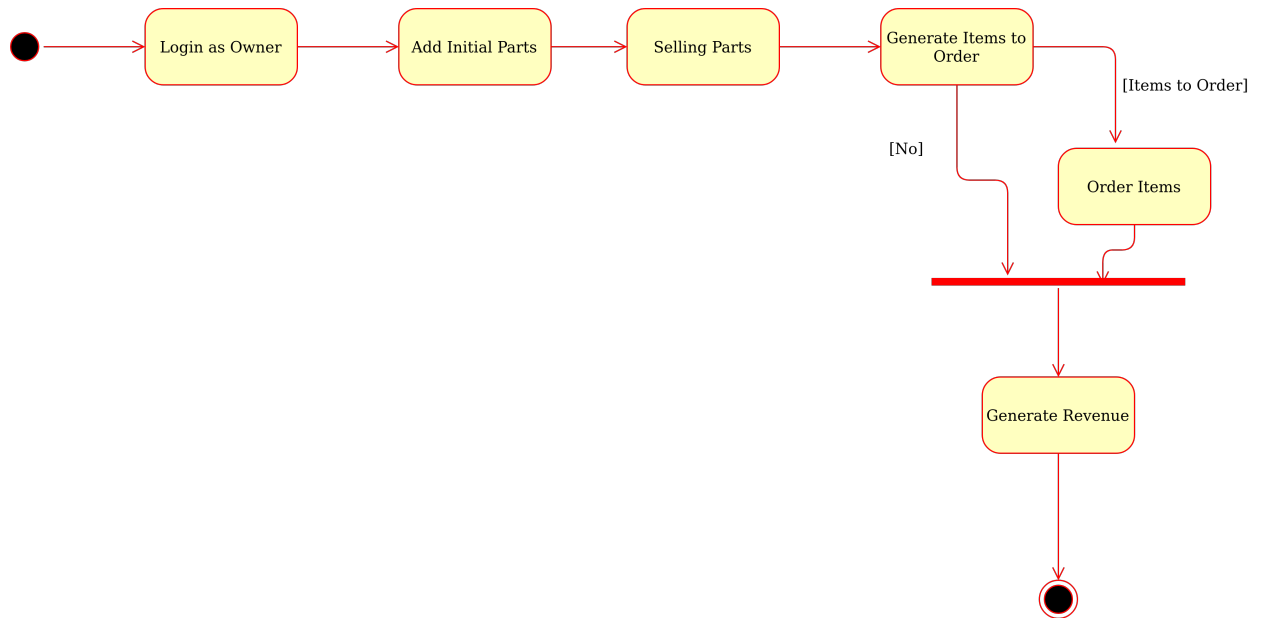 Login as Owner
Add Initial Parts
Selling Parts
Generate Items to
Order
[Items to Order]
[No]
Order Items
Generate Revenue